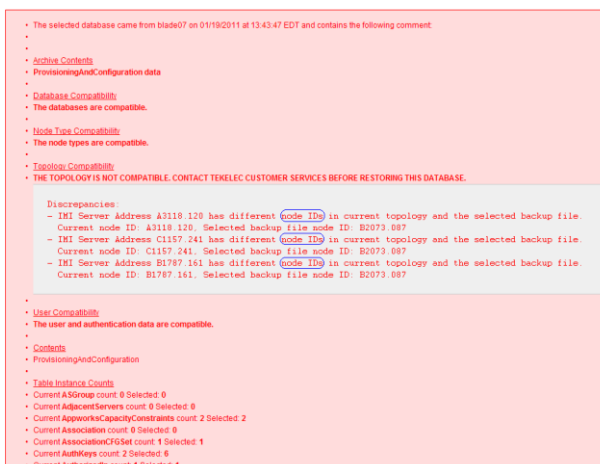 The selected database came from blade07 on 01/19/2011 at 13:43:47 EDT and contains the following comment:
Archive Contents
ProvisioningAndConfiguration data
Database Compatibility
The databases are compatible.
Node Type Compatibility
The node types are compatible.
Topology Compatibility
THE TOPOLOGY IS NOT COMPATIBLE. CONTACT TEKELEC CUSTOMER SERVICES BEFORE RESTORING THIS DATABASE.
Discrepancies:
- IMI Server Address A3118.120 has different node IDs in current topology and the selected backup file.
Current node ID: A3118.120, Selected backup file node ID: B2073.087
- IMI Server Address C1157.241 has different node IDs in current topology and the selected backup file.
Current node ID: C1157.241, Selected backup file node ID: B2073.087
- IMI Server Address B1787.161 has different node IDs in current topology and the selected backup file.
Current node ID: B1787.161, Selected backup file node ID: B2073.087
User Compatibility
The user and authentication data are compatible.
Contents
ProvisioningAndConfiguration
Table Instance Counts
Current ASGroup count: 0 Selected: 0
Current AdjacentServers count: 0 Selected: 0
Current AppworksCapacityConstraints count: 2 Selected: 2
Current Association count: 0 Selected: 0
Current AssociationCFGSet count: 1 Selected: 1
Current AuthKeys count: 2 Selected: 6